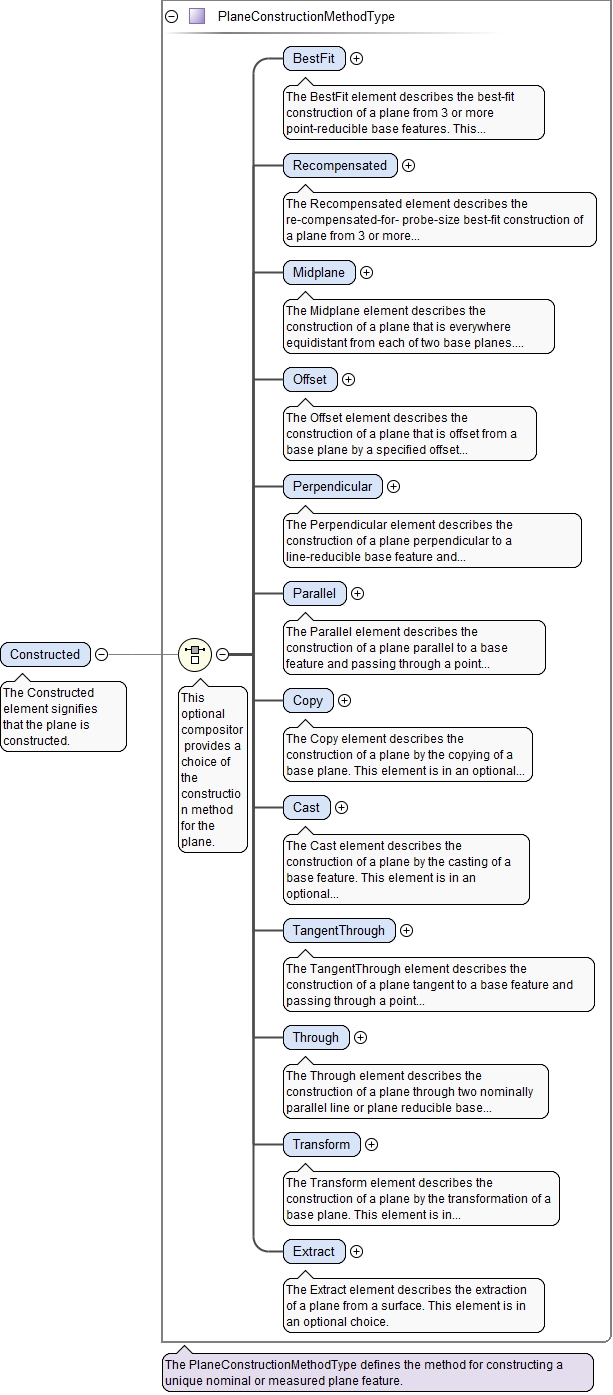 PlaneConstructionMethodType
BestFit
The BestFit element describes the best-fit
construction of a plane from 3 or more
point-reducible base features. This...
Recompensated
The Recompensated element describes the
re-compensated-for- probe-size best-fit construction of
a plane from 3 or more...
Midplane
The Midplane element describes the
construction of a plane that is everywhere
equidistant from each of two base planes....
Offset
The Offset element describes the
construction of a plane that is offset from a
base plane by a specified offset...
Perpendicular
The Perpendicular element describes the
construction of a plane perpendicular to a
line-reducible base feature and...
Parallel
The Parallel element describes the
construction of a plane parallel to a base
feature and passing through a point...
Constructed
The Constructed
element signifies
that the plane is
constructed.
This
optional
compositor
provides a
choice of
the
constructio
n method
for the
plane.
Copy
The Copy element describes the
construction of a plane by the copying of a
base plane. This element is in an optional...
Cast
The Cast element describes the
construction of a plane by the casting of a
base feature. This element is in an
optional...
TangentThrough
The TangentThrough element describes the
construction of a plane tangent to a base feature and
passing through a point...
Through
The Through element describes the
construction of a plane through two nominally
parallel line or plane reducible base...
Transform
The Transform element describes the
construction of a plane by the transformation of a
base plane. This element is in...
Extract
The Extract element describes the extraction
of a plane from a surface. This element is in
an optional choice.
The PlaneConstructionMethodType defines the method for constructing a
unique nominal or measured plane feature.